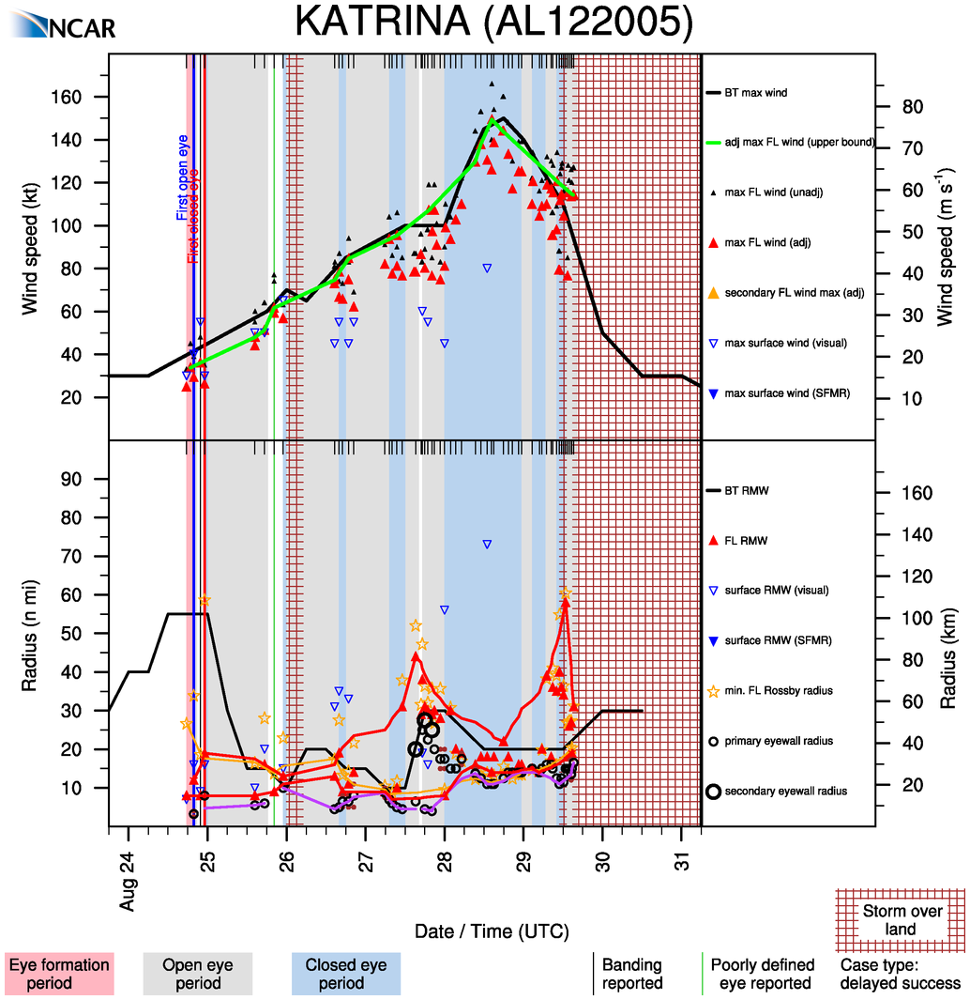 NCAR
KATRINA (AL122005)
Wind speed (kt)
160
140
120
100
80
60
40
20
First open eye
First closed eye
BT max wind
adj max FL wind (upper bound)
max FL wind (unadj)
max FL wind (adj)
secondary FL wind max (adj)
max surface wind (visual)
max surface wind (SFMR)
80
70
60
50
40
30
20
10
Wind speed (m s-1)
Radius (n mi)
90
80
70
60
50
40
30
20
10
BT RMW
FL RMW
surface RMW (visual)
surface RMW (SFMR)
min. FL Rossby radius
primary eyewall radius
secondary eyewall radius
160
140
120
100
80
60
40
20
Radius (km)
Aug 24
25
26
27
28
29
30
31
Date / Time (UTC)
Storm over
land
Eye formation
period
Open eye
period
Closed eye
period
Banding
reported
Poorly defined
eye reported
Case type:
delayed success